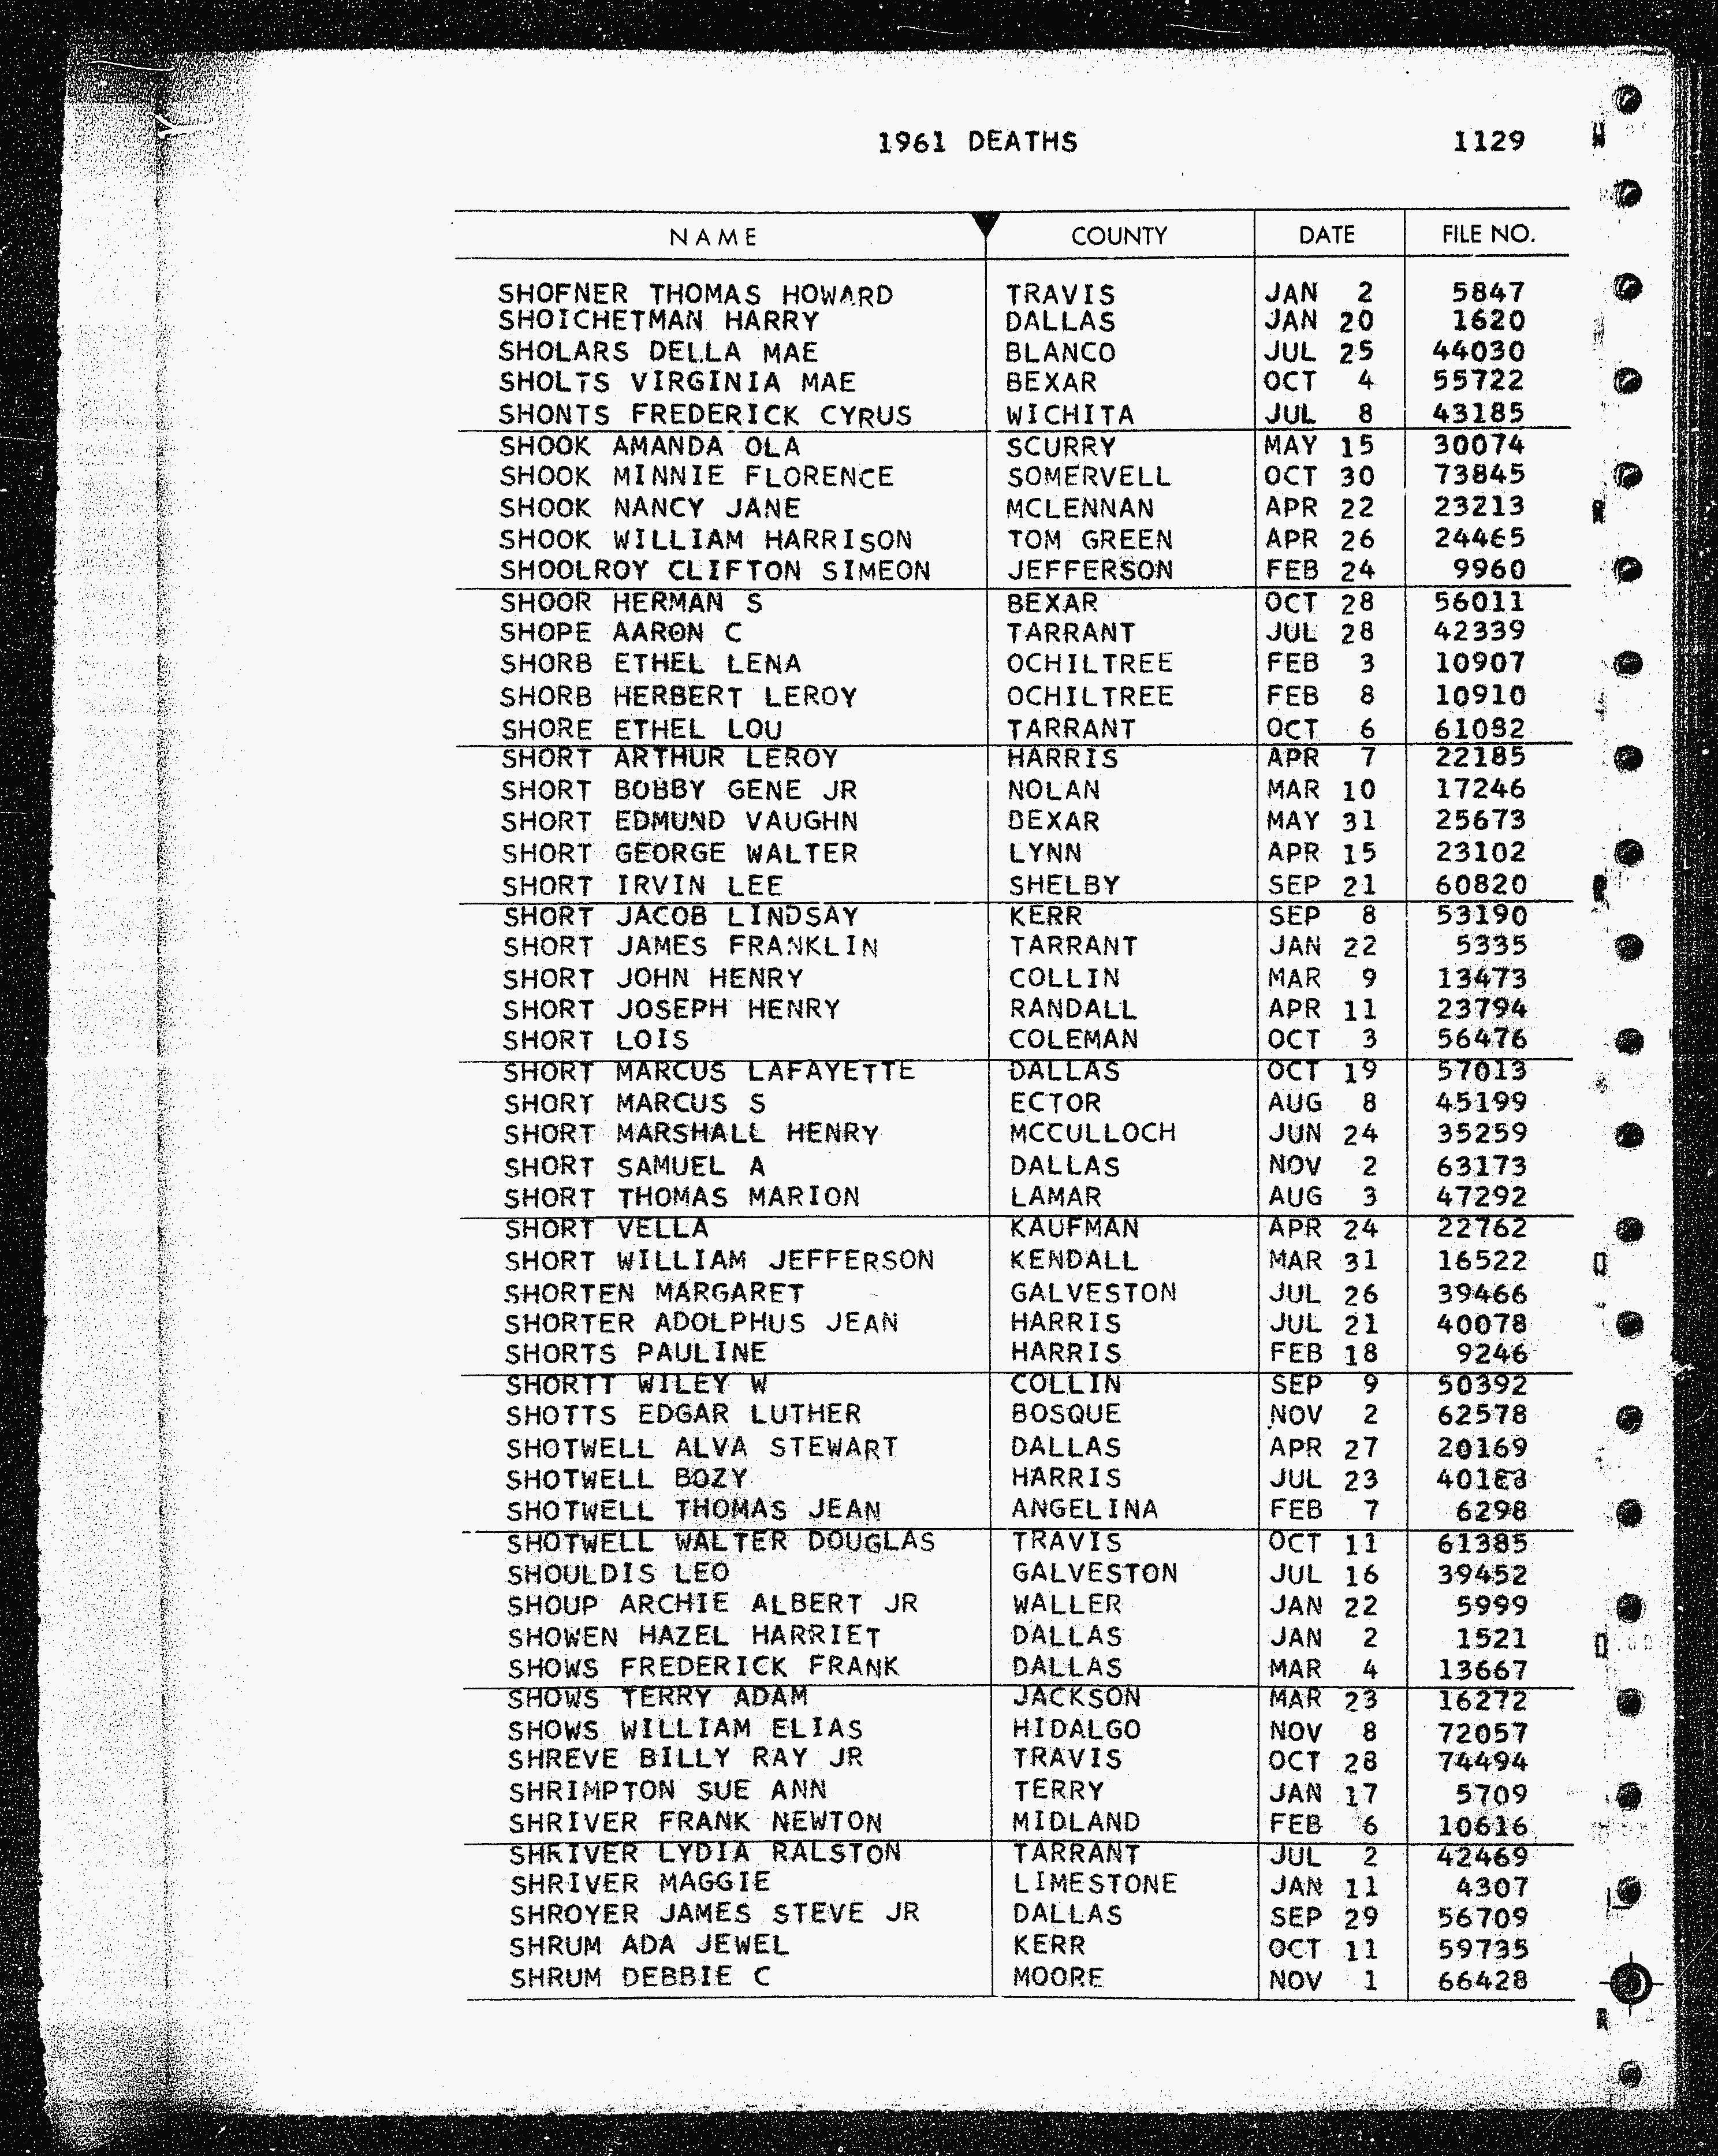 1961 DEATHS 1129
NAME COUNTY DATE FILE NO.
SHOFNER THOMAS HOWARD TRAVIS JAN 2 5847
SHOICHETMAN HARRY DALLAS JAN 20 1620
SHOLARS DELLA MAE BLANCO JUL 25 44030
SHOLTS VIRGINIA MAE BEXAR OCT 4 55722
SHONTS FREDERICK CYRUS WICHITA JUL 8 43185
SHOOK AMANDA OLA SCURRY MAY 15 30074
SHOOK MINNIE FLORENCE SOMERVELL OCT 30 73845
SHOOK NANCY JANE MCLENNAN APR 22 23213
SHOOK WILLIAM HARRISON TOM GREEN APR 26 24465
SHOOLROY CLIFTON SIMEON JEFFERSON FEB 24 9960
SHOOR HERMAN S BEXAR OCT 28 56011
SHOPE AARON C TARRANT JUL 28 42339
SHORB ETHEL LENA OCHILTREE FEB 3 10907
SHORB HERBERT LEROY OCHILTREE FEB 8 10910
SHORE ETHEL LOU TARRANT OCT 6 61082
SHORT ARTHUR LEROY HARRIS APR 7 22185
SHORT BOBBY GENE JR NOLAN MAR 10 17246
SHORT EDMUND VAUGHN BEXAR MAY 31 25673
SHORT GEORGE WALTER LYNN APR 15 23102
SHORT IRVIN LEE SHELBY SEP 21 60820
SHORT JACOB LINDSAY KERR SEP 8 53190
SHORT JAMES FRANKLIN TARRANT JAN 22 5335
SHORT JOHN HENRY COLLIN MAR 9 13473
SHORT JOSEPH HENRY RANDALL APR 11 23794
SHORT LOIS COLEMAN OCT 3 56476
SHORT MARCUS LAFAYETTE DALLAS OCT 19 57013
SHORT MARCUS S ECTOR AUG 8 45199
SHORT MARSHALL HENRY MCCULLOCH JUN 24 35259
SHORT SAMUEL A DALLAS NOV 2 63173
SHORT THOMAS MARION LAMAR AUG 3 47292
SHORT VELLA KAUFMAN APR 24 22762
SHORT WILLIAM JEFFERSON KENDALL MAR 31 16522
SHORTEN MARGARET GALVESTON JUL 26 39466
SHORTER ADOLPHUS JEAN HARRIS JUL 21 40078
SHORTS PAULINE HARRIS FEB 18 9246
SHORTT WILEY W COLLIN SEP 9 50392
SHOTTS EDGAR LUTHER BOSQUE NOV 2 62578
SHOTWELL ALVA STEWART DALLAS APR 27 20169
SHOTWELL BOZY HARRIS JUL 23
SHOTWELL THOMAS JEAN ANGELINA FEB 7 6298
SHOTWELL WALTER DOUGLAS TRAVIS OCT 11 61385
SHOULDIS LEO GALVESTON JUL 16 39452
SHOUP ARCHIE ALBERT JR WALLER JAN 22 5999
SHOWEN HAZEL HARRIET DALLAS JAN 2 1521
SHOWS FREDERICK FRANK DALLAS MAR 4 13667
SHOWS TERRY ADAM JACKSON MAR 23 16272
SHOWS WILLIAM ELIAS HIDALGO NOV 8 72057
SHREVE BILLY RAY JR TRAVIS OCT 28 74494
SHRIMPTON SUE ANN TERRY JAN 17 5709
SHRIVER FRANK NEWTON MIDLAND FEB 6 10616
SHRIVER LYDIA RALSTON TARRANT JUL 2 42469
SHRIVER MAGGIE LIMESTONE JAN 11 4307
SHROYER JAMES STEVE JR DALLAS SEP 29 56709
SHRUM ADA JEWEL KERR OCT 11 59735
SHRUM DEBBIE C MOORE NOV 1 66428